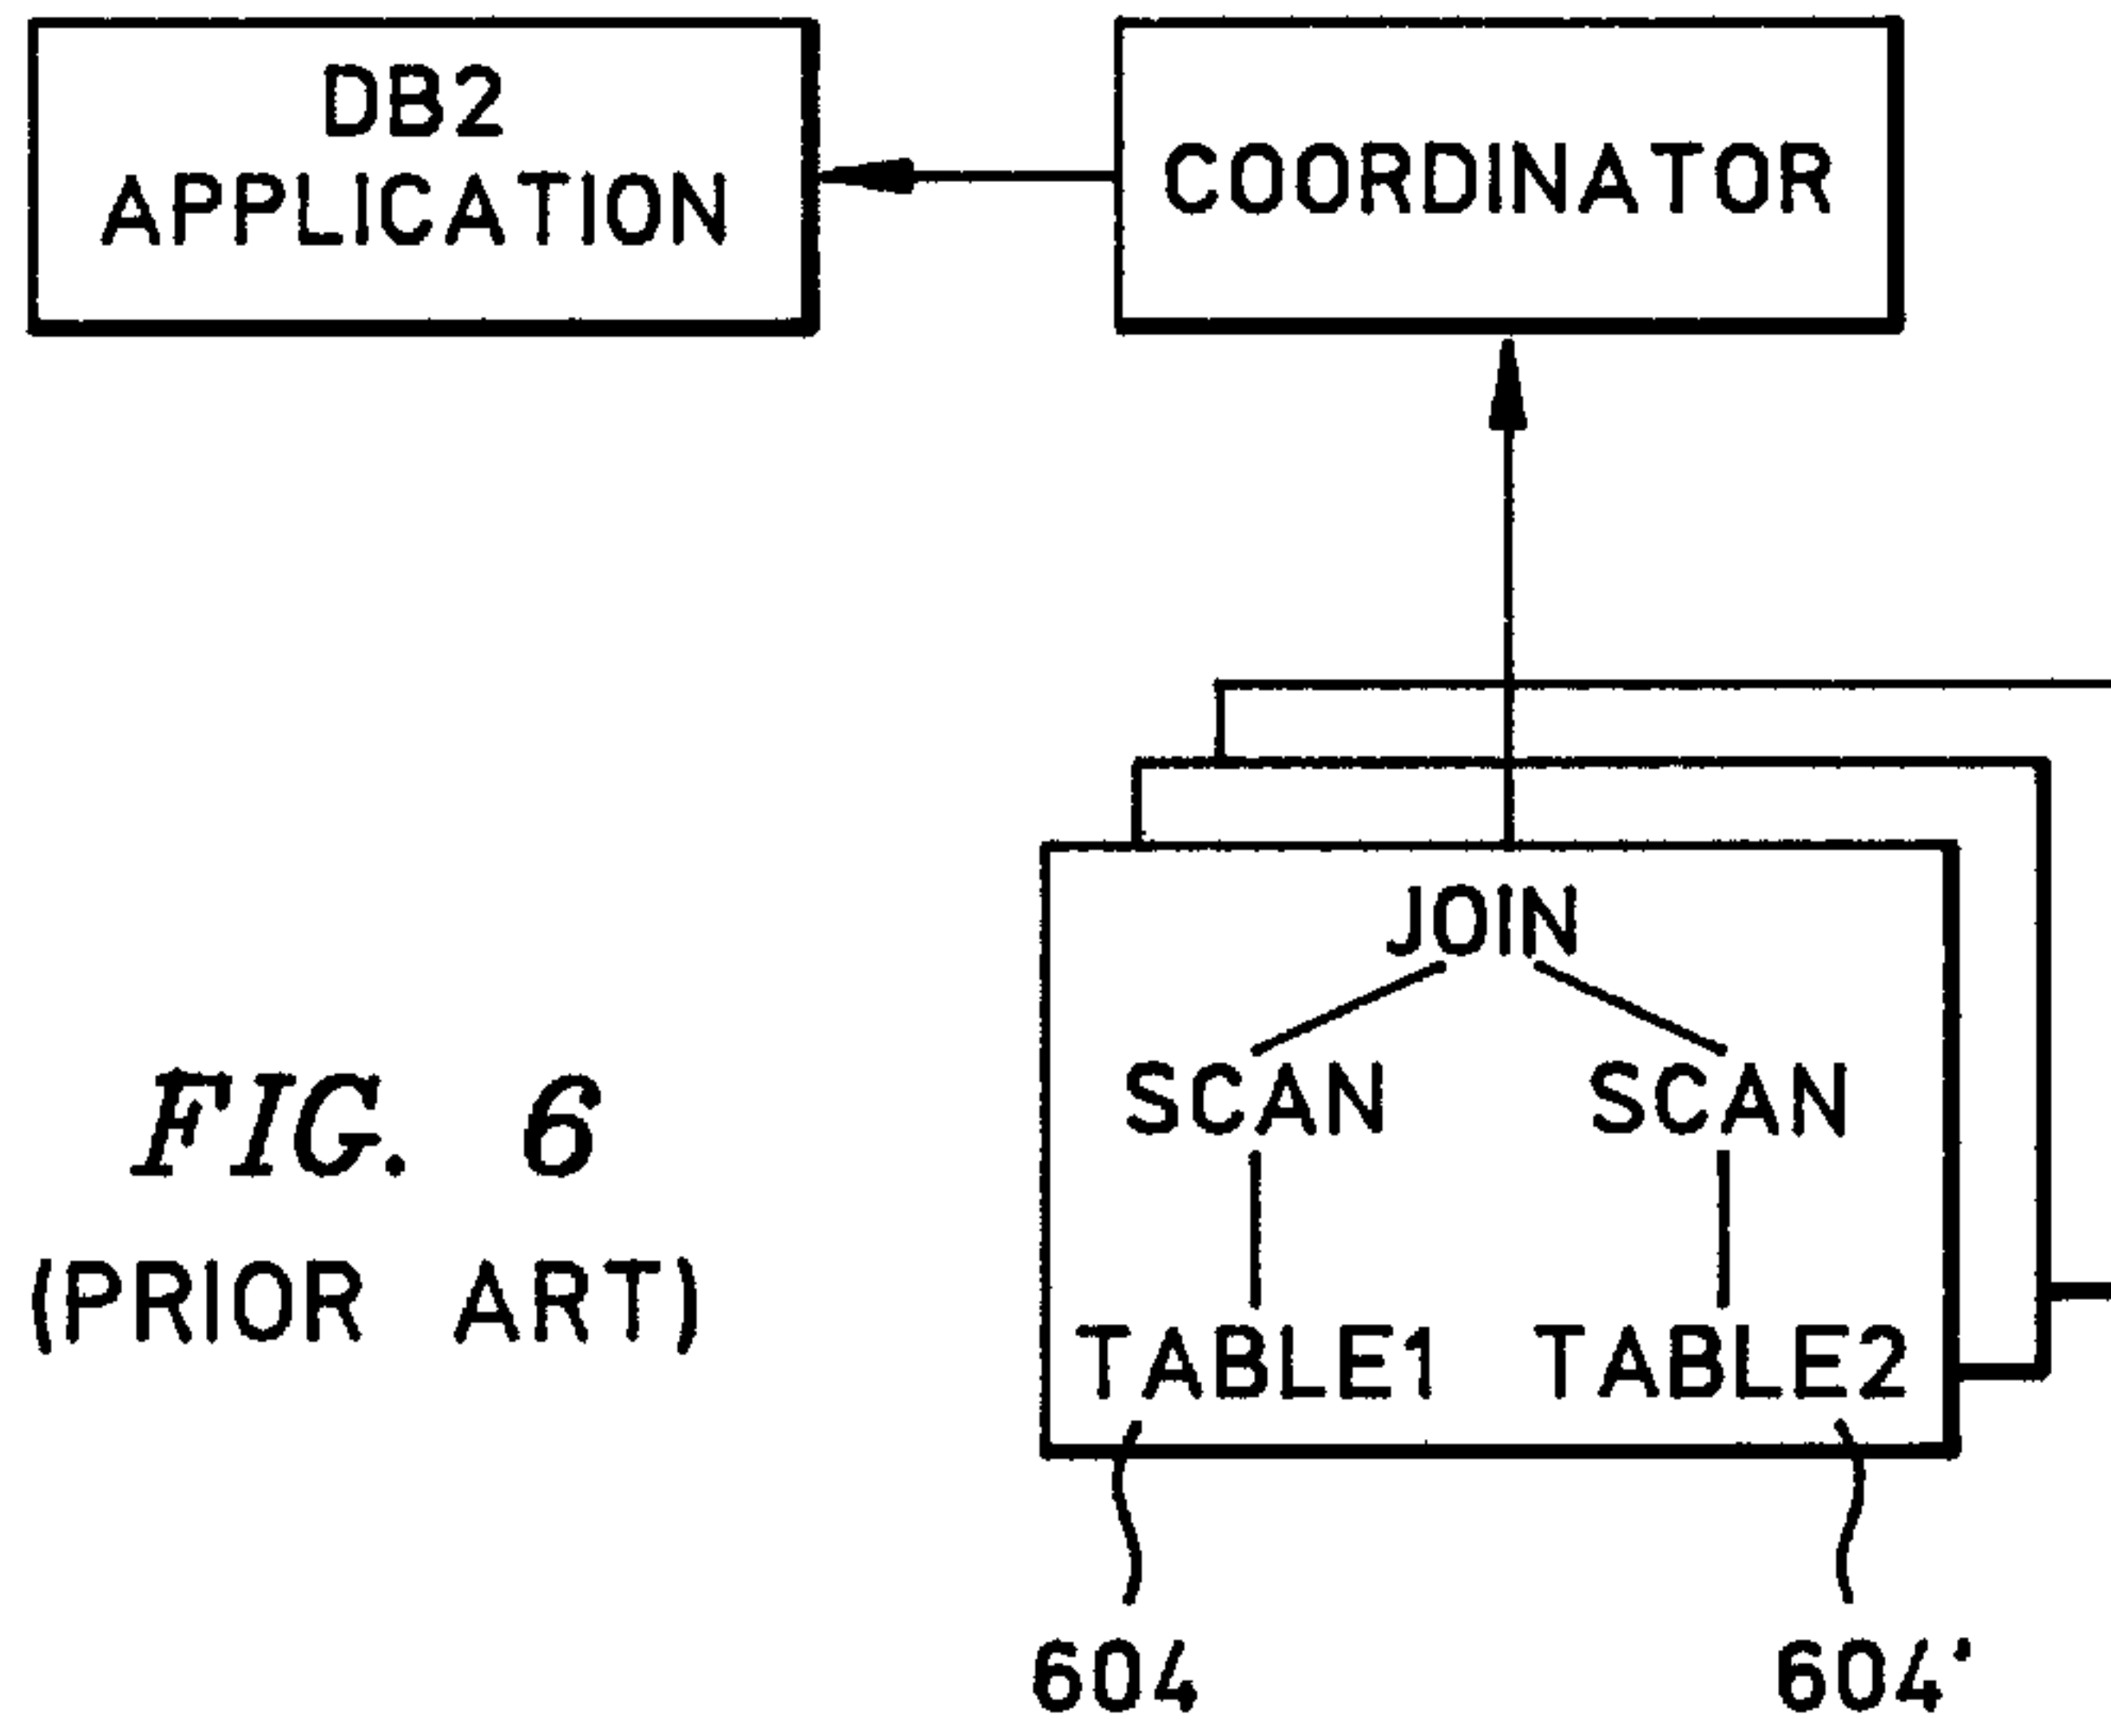 DB2
APPLICATION
COORDINATOR
JOIN
SCAN SCAN
TABLE1 TABLE2
604 604'
FIG. 6
(PRIOR ART)